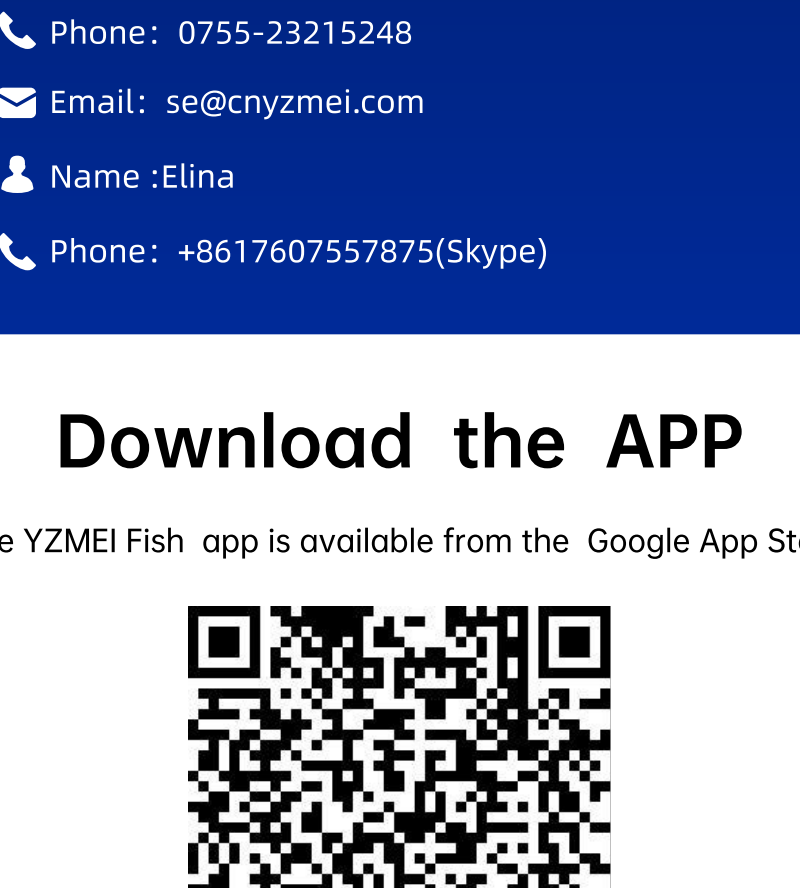 Phone: 0755-23215248
Email: se@cnyzmei.com
Name :Elina
Phone: +8617607557875(Skype)
Download the APP
YZMEI Fish app is available from the Google App